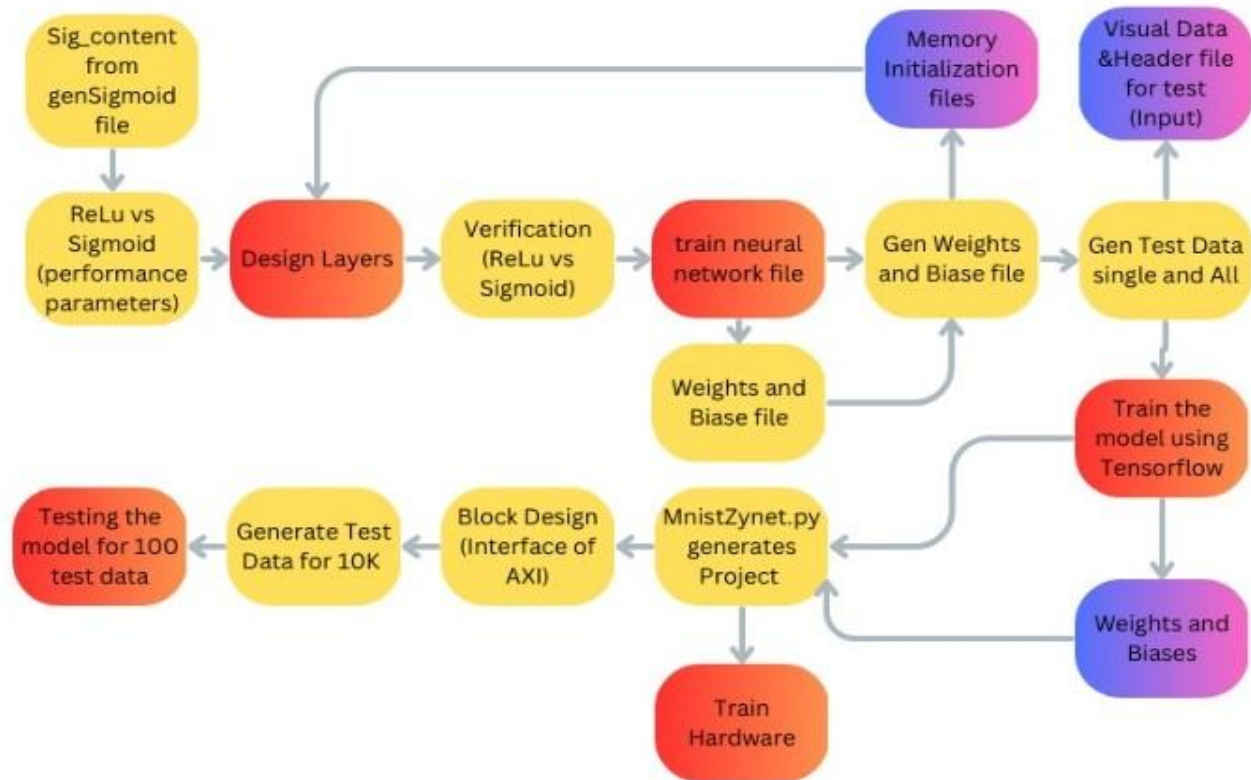 Sig_content
from
genSigmoid
file
Memory
Initialization
files
Visual Data
&Header file
for test
(Input)
ReLu vs
Sigmoid
(performance
parameters)
Design Layers
Verification
(ReLu vs
Sigmoid)
train neural
network file
Gen Weights
and Biase file
Gen Test Data
single and All
Weights and
Biase file
Train the
model using
Tensorflow
Testing the
model for 100
test data
Generate Test
Data for 10K
Block Design
(Interface of
AXI)
MnistZynet.py
generates
Project
Weights and
Biases
Train
Hardware